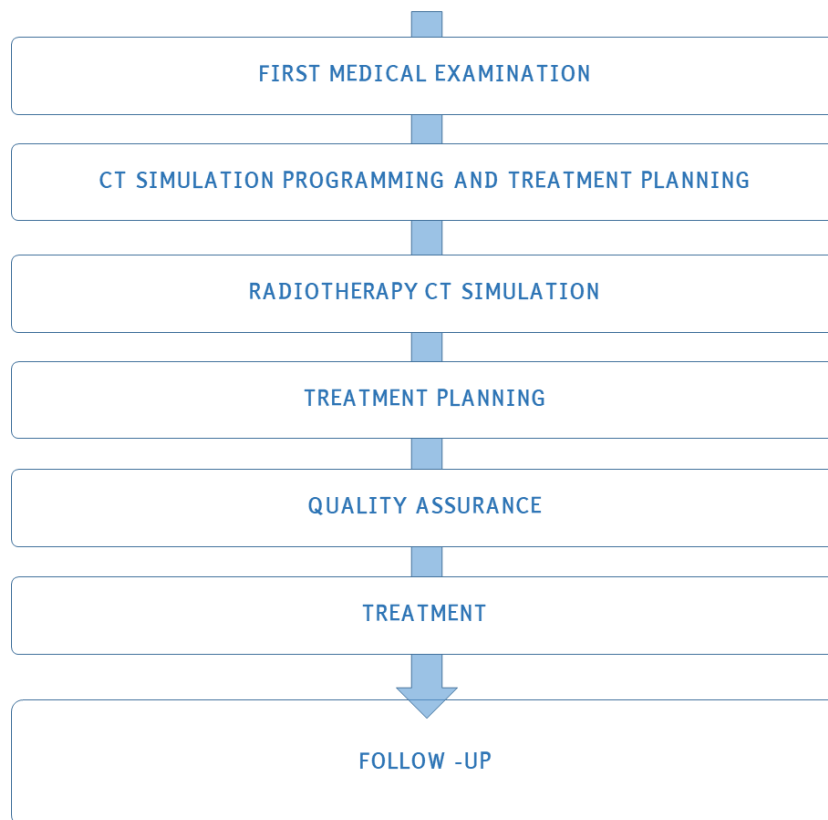 FIRST MEDICAL EXAMINATION
CT SIMULATION PROGRAMMING AND TREATMENT PLANNING
RADIOTHERAPY CT SIMULATION
TREATMENT PLANNING
QUALITY ASSURANCE
TREATMENT
FOLLOW -UP